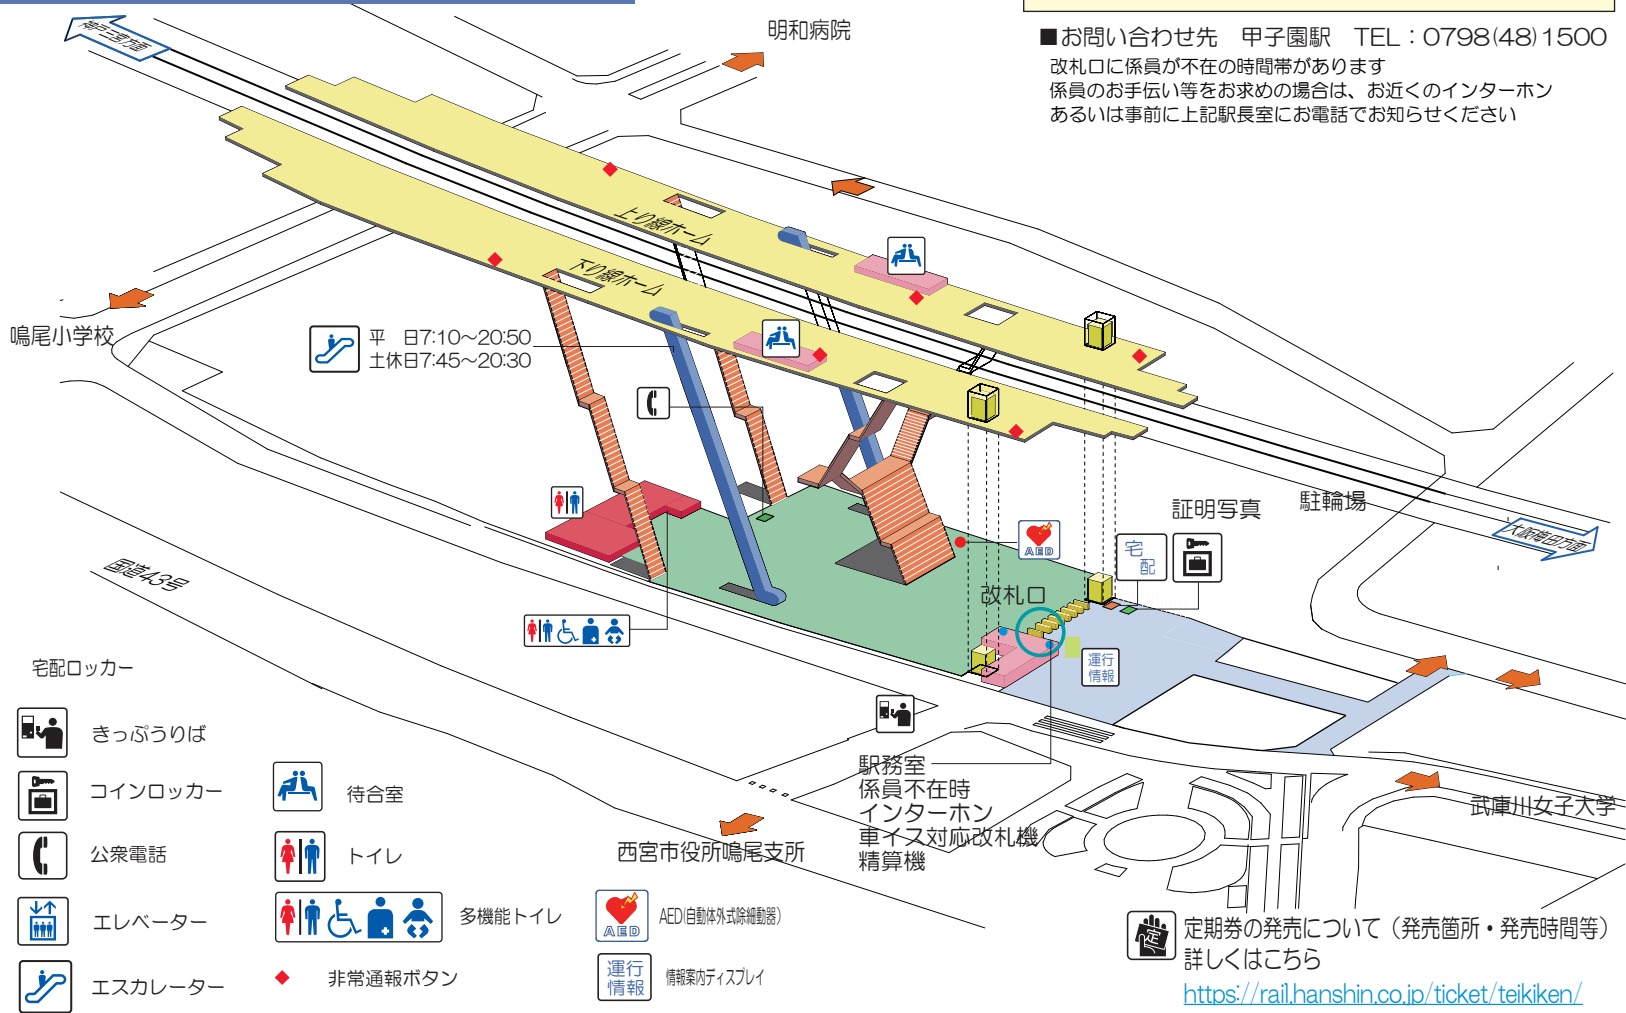 神戸三宮方面
明和病院
■お問い合わせ先　甲子園駅　TEL：0798(48)1500
改札口に係員が不在の時間帯があります
係員のお手伝い等をお求めの場合は、お近くのインターホン
あるいは事前に上記駅長室にお電話でお知らせください
上り線ホーム
下り線ホーム
鳴尾小学校
平　日7:10～20:50
土休日7:45～20:30
証明写真
駐輪場
大阪梅田方面
AED
宅配
国道43号
改札口
運行
情報
宅配ロッカー
きっぷうりば
コインロッカー
公衆電話
エレベーター
エスカレーター
待合室
トイレ
多機能トイレ
非常通報ボタン
西宮市役所鳴尾支所
AED
AED(自動体外式除細動器)
運行
情報
情報案内ディスプレイ
駅務室
係員不在時
インターホン
車イス対応改札機
精算機
武庫川女子大学
定
定期券の発売について（発売箇所・発売時間等）
詳しくはこちら
https://rail.hanshin.co.jp/ticket/teikiken/